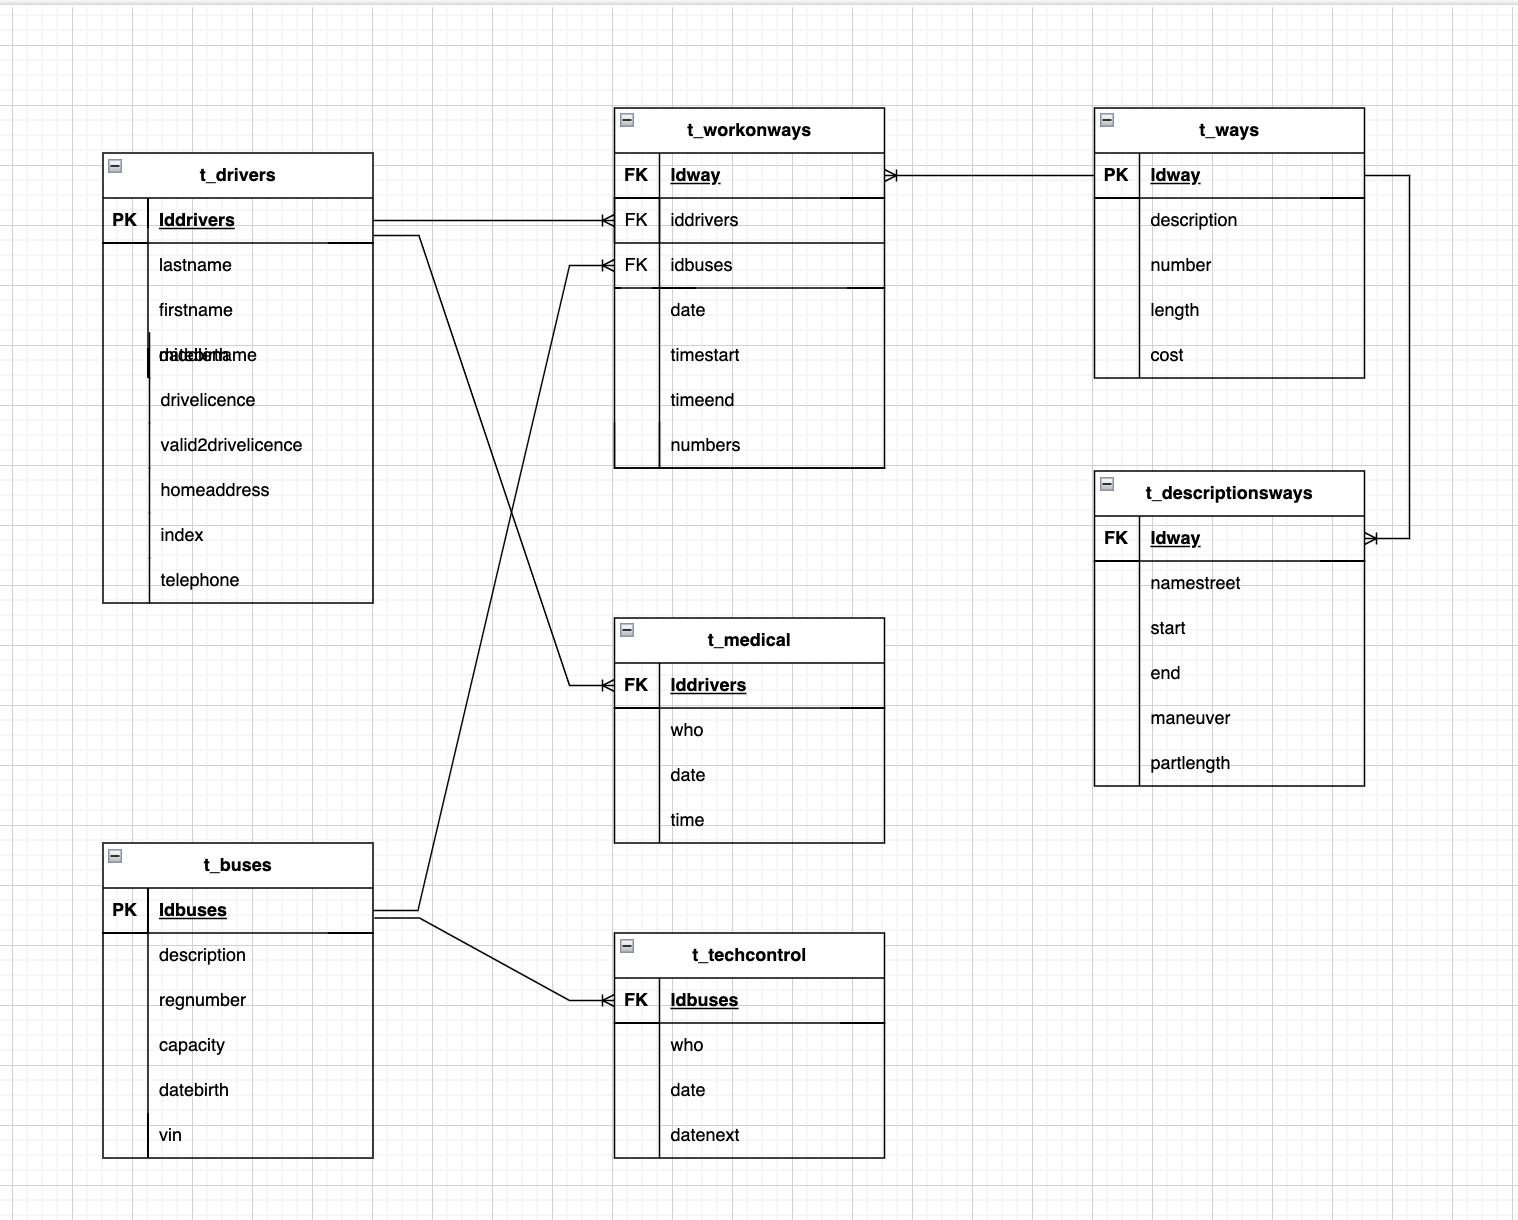 t_drivers
PK Iddrivers
lastname
firstname
drivelicence
valid2drivelicence
homeaddress
index
telephone
t_buses
PK Idbuses
description
regnumber
capacity
datebirth
vin
t_workonways
FK Idway
FK iddrivers
FK idbuses
date
timestart
timeend
numbers
t_medical
FK Iddrivers
who
date
time
t_techcontrol
FK Idbuses
who
date
datenext
t_ways
PK Idway
description
number
length
cost
t_descriptionsways
FK Idway
namestreet
start
end
maneuver
partlength